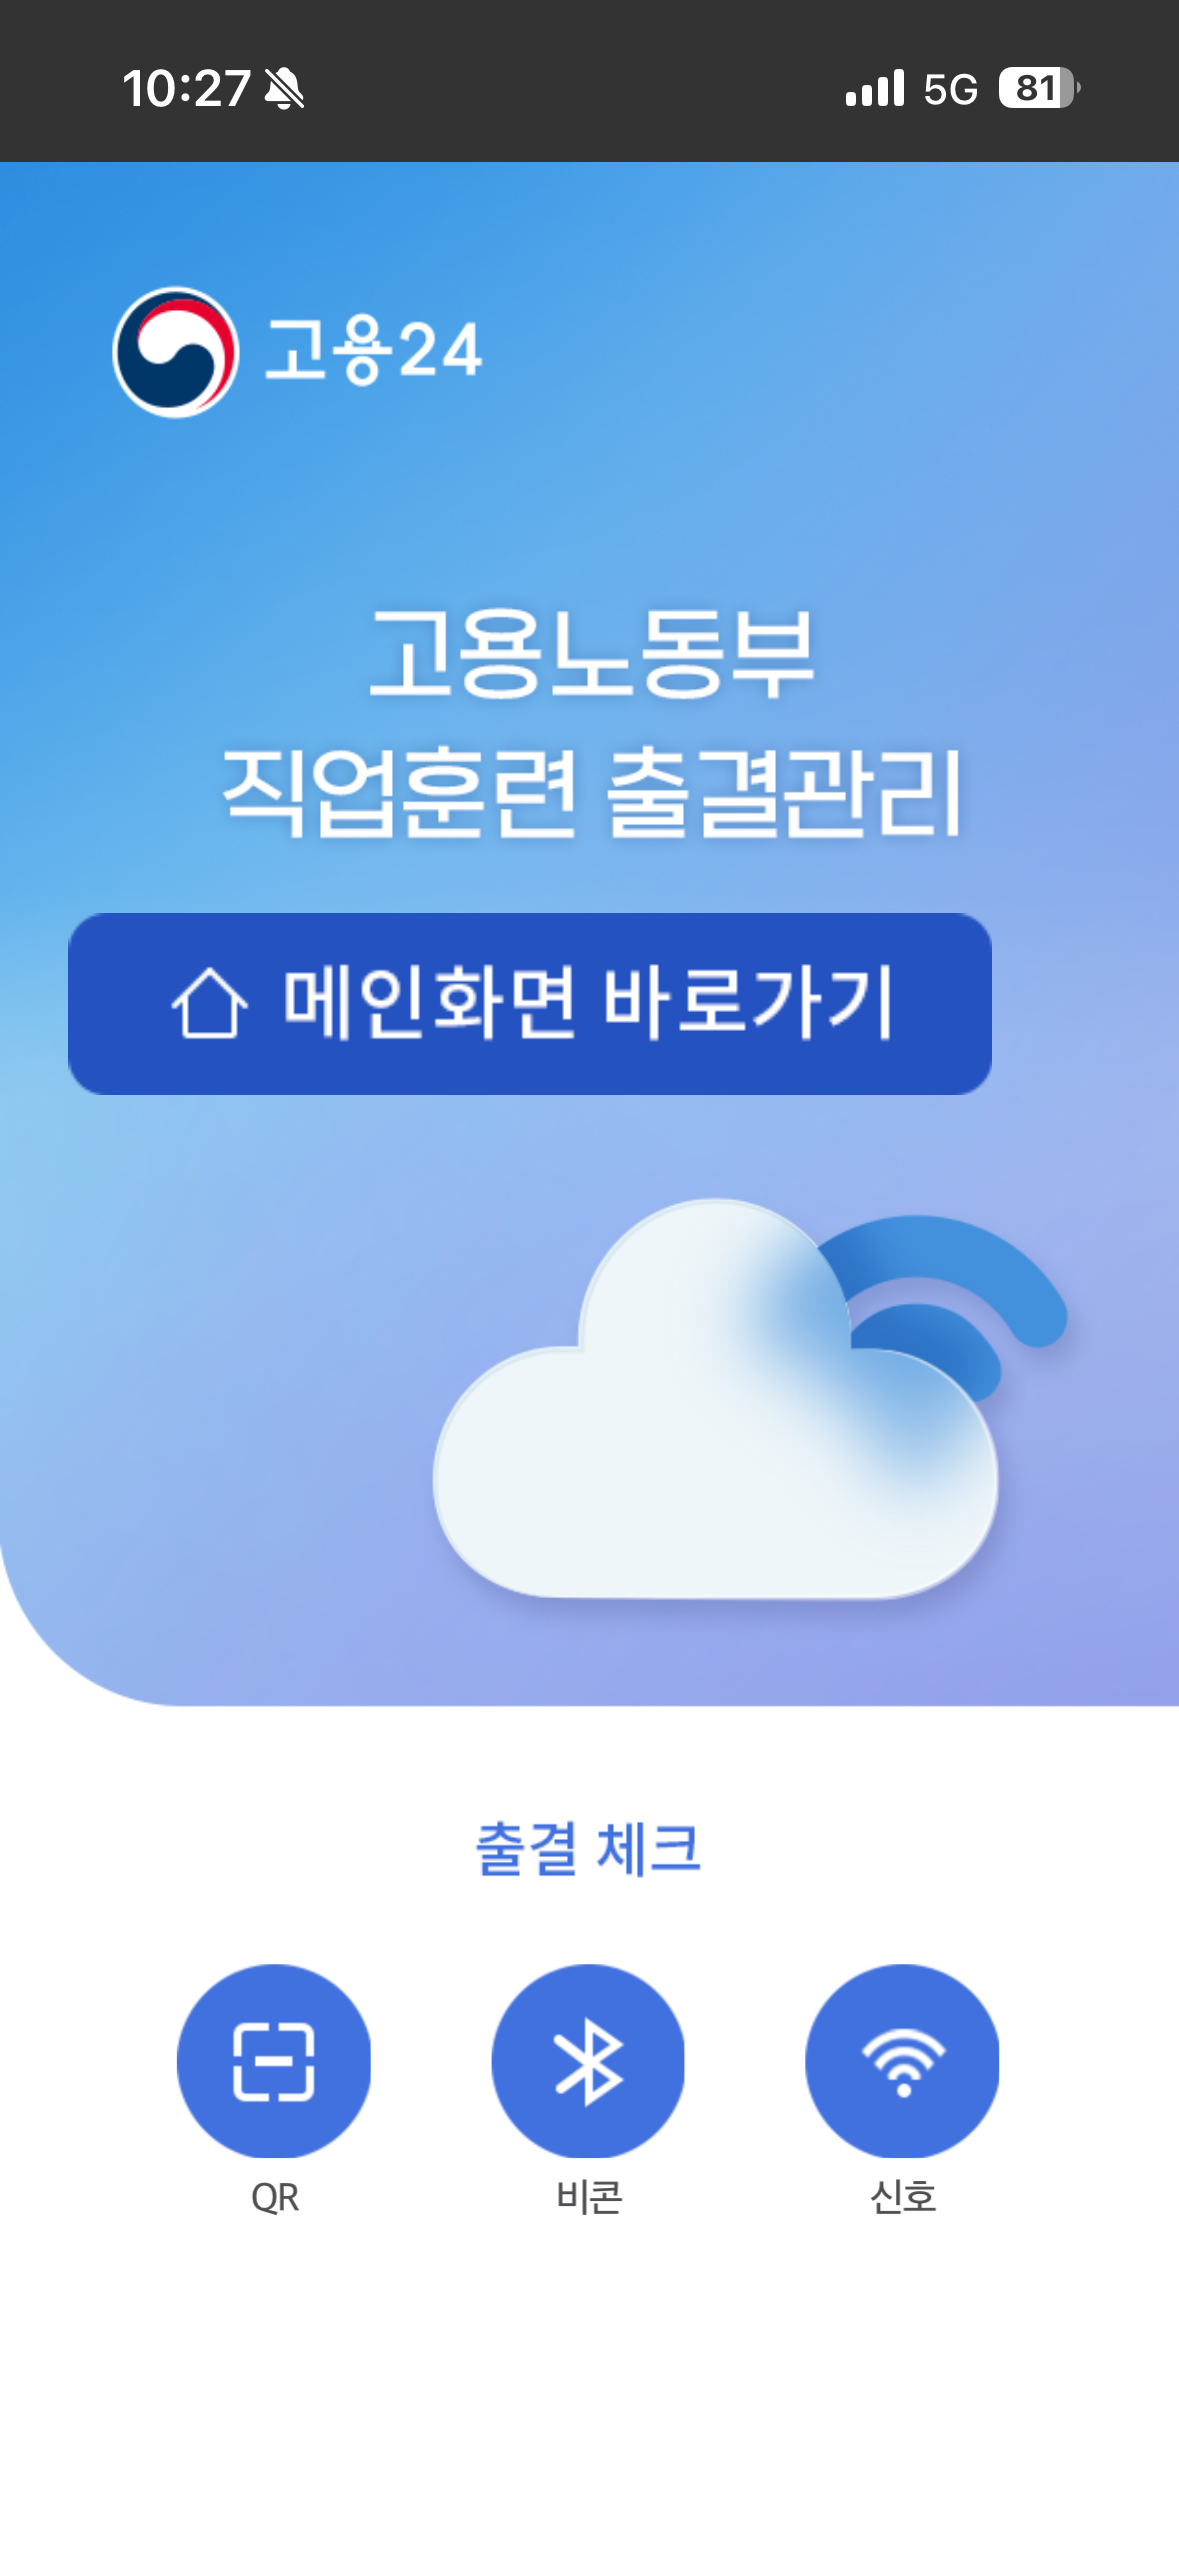 10:27
5G
81
고용24
고용노동부
직업훈련 출결관리
메인화면 바로가기
출결 체크
QR
비콘
신호